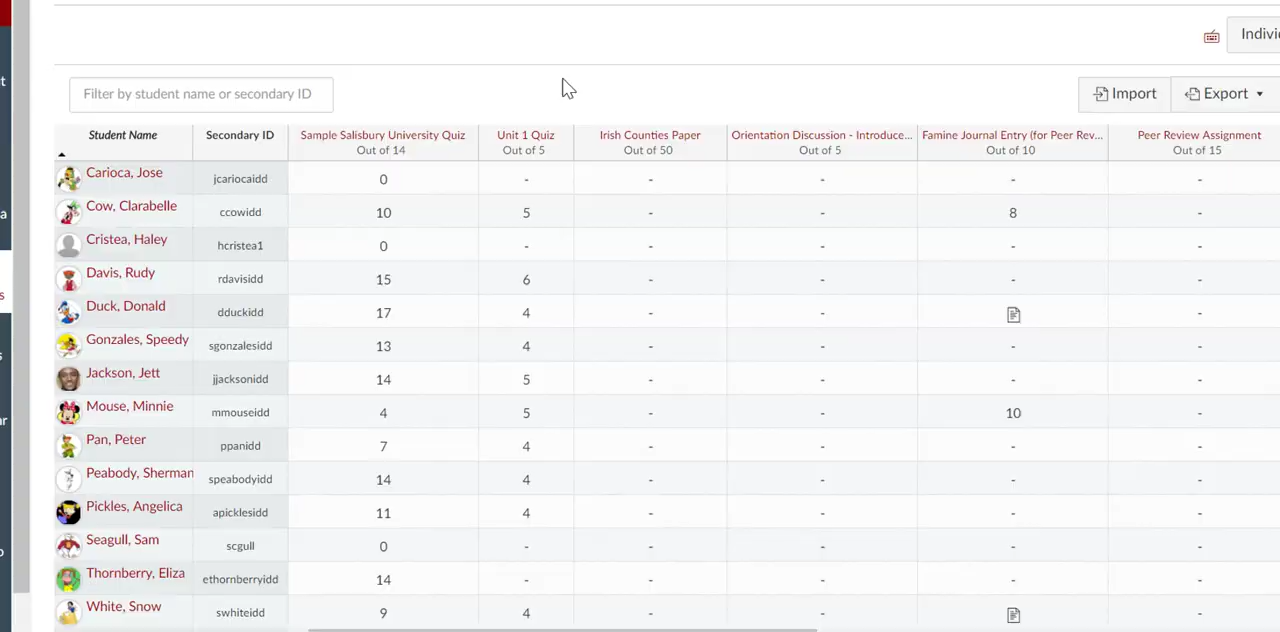 t
Indivi
Filter by student name or secondary ID
Import
Export
Student Name Secondary ID Sample Salisbury University Quiz Unit 1 Quiz Irish Counties Paper Orientation Discussion - Introduce... Famine Journal Entry (for Peer Rev... Peer Review Assignment
Out of 14 Out of 5 Out of 50 Out of 5 Out of 10 Out of 15
Carioca, Jose jcariocaidd 0 - - - - -
Cow, Clarabelle ccowidd 10 5 - - 8 -
a
Cristea, Haley hcristea1 0 - - - - -
Davis, Rudy rdavisidd 15 6 - - - -
s
Duck, Donald dduckidd 17 4 - - -
Gonzales, Speedy sgonzalesidd 13 4 - - - -
s
Jackson, Jett jjacksonidd 14 5 - - - -
Mouse, Minnie mmouseidd 4 5 - - 10 -
ar
Pan, Peter ppanidd 7 4 - - - -
Peabody, Sherman speabodyidd 14 4 - - - -
Pickles, Angelica apicklesidd 11 4 - - - -
Seagull, Sam scgull 0 - - - - -
o
Thornberry, Eliza ethornberryidd 14 - - - - -
White, Snow swhiteidd 9 4 - - -